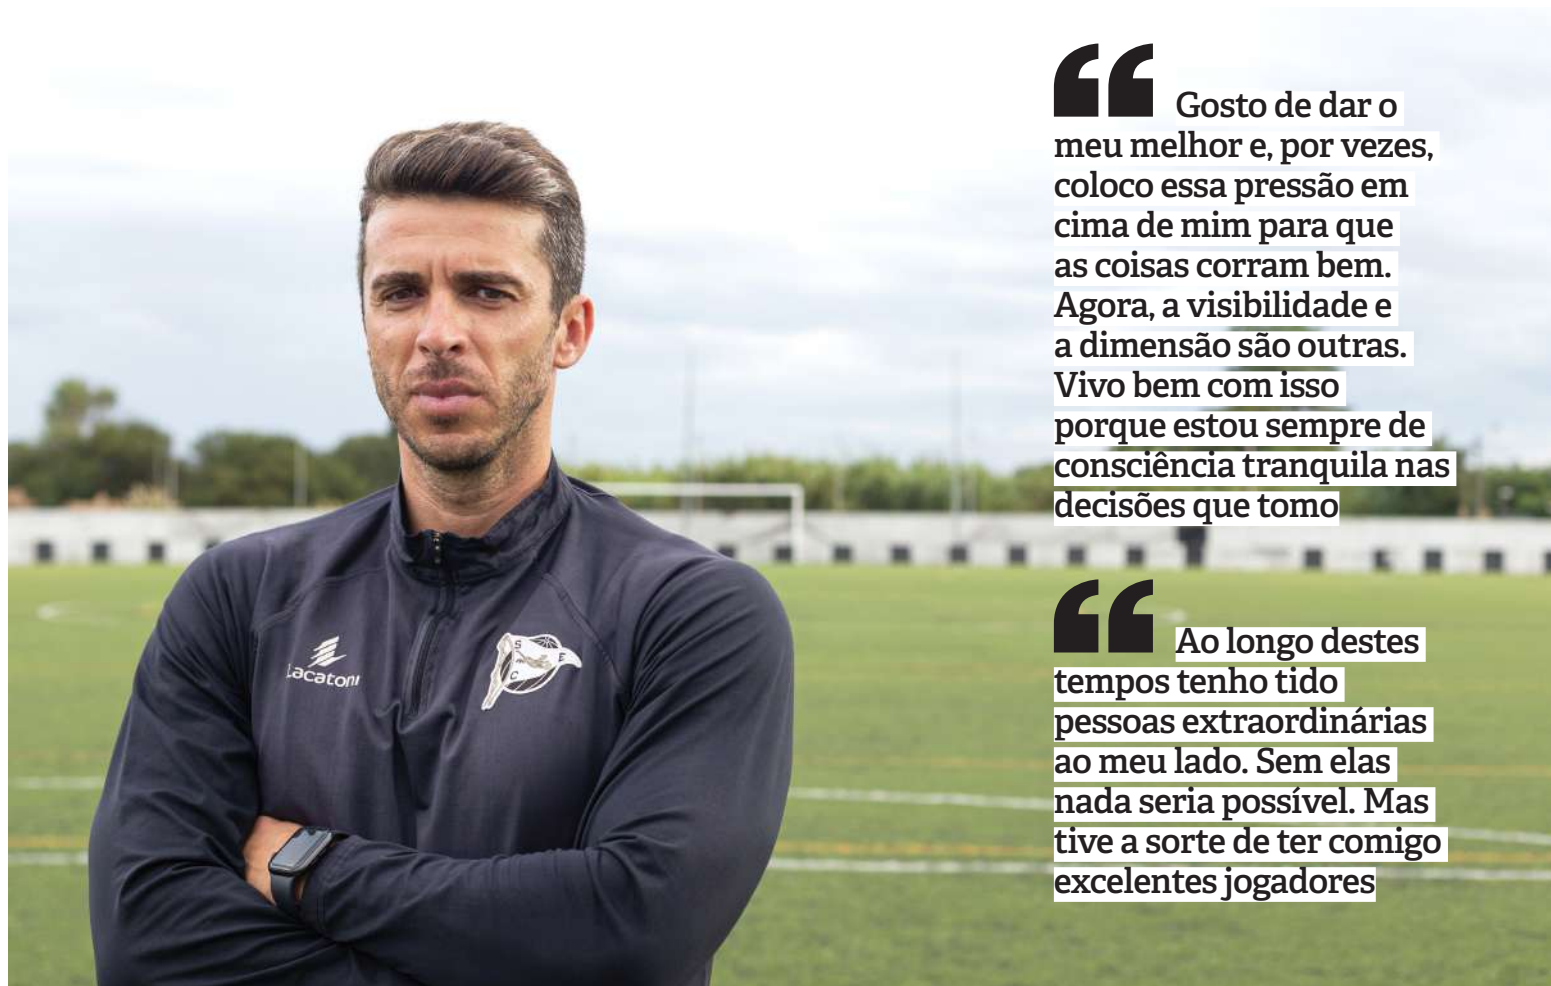 Gosto de dar o
meu melhor e, por vezes,
coloco essa pressão em
cima de mim para que
as coisas corram bem.
Agora, a visibilidade e
a dimensão são outras.
Vivo bem com isso
porque estou sempre de
consciência tranquila nas
decisões que tomo
Ao longo destes
tempos tenho tido
pessoas extraordinárias
ao meu lado. Sem elas
nada seria possível. Mas
tive a sorte de ter comigo
excelentes jogadores
Lacatoni
S
F
C